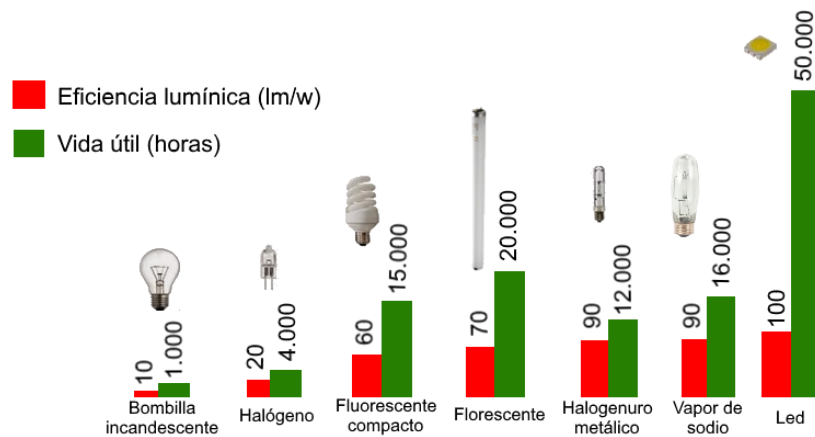 Eficiencia lumínica (lm/w)
Vida útil (horas)
10
1.000
20
4.000
60
15.000
70
20.000
90
12.000
90
16.000
100
50.000
Bombilla
incandescente
Halógeno
Fluorescente
compacto
Florescente
Halogenuro
metálico
Vapor de
sodio
Led